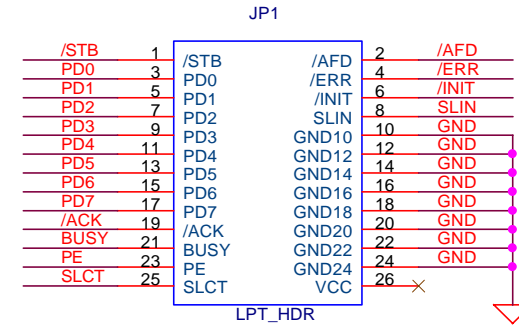 JP1
/STB 1 /STB /AFD 2 /AFD
PD0 3 PD0 /ERR 4 /ERR
PD1 5 PD1 /INIT 6 /INIT
PD2 7 PD2 SLIN 8 SLIN
PD3 9 PD3 GND10 10 GND
PD4 11 PD4 GND12 12 GND
PD5 13 PD5 GND14 14 GND
PD6 15 PD6 GND16 16 GND
PD7 17 PD7 GND18 18 GND
/ACK 19 /ACK GND20 20 GND
BUSY 21 BUSY GND22 22 GND
PE 23 PE GND24 24 GND
SLCT 25 SLCT VCC 26
LPT_HDR